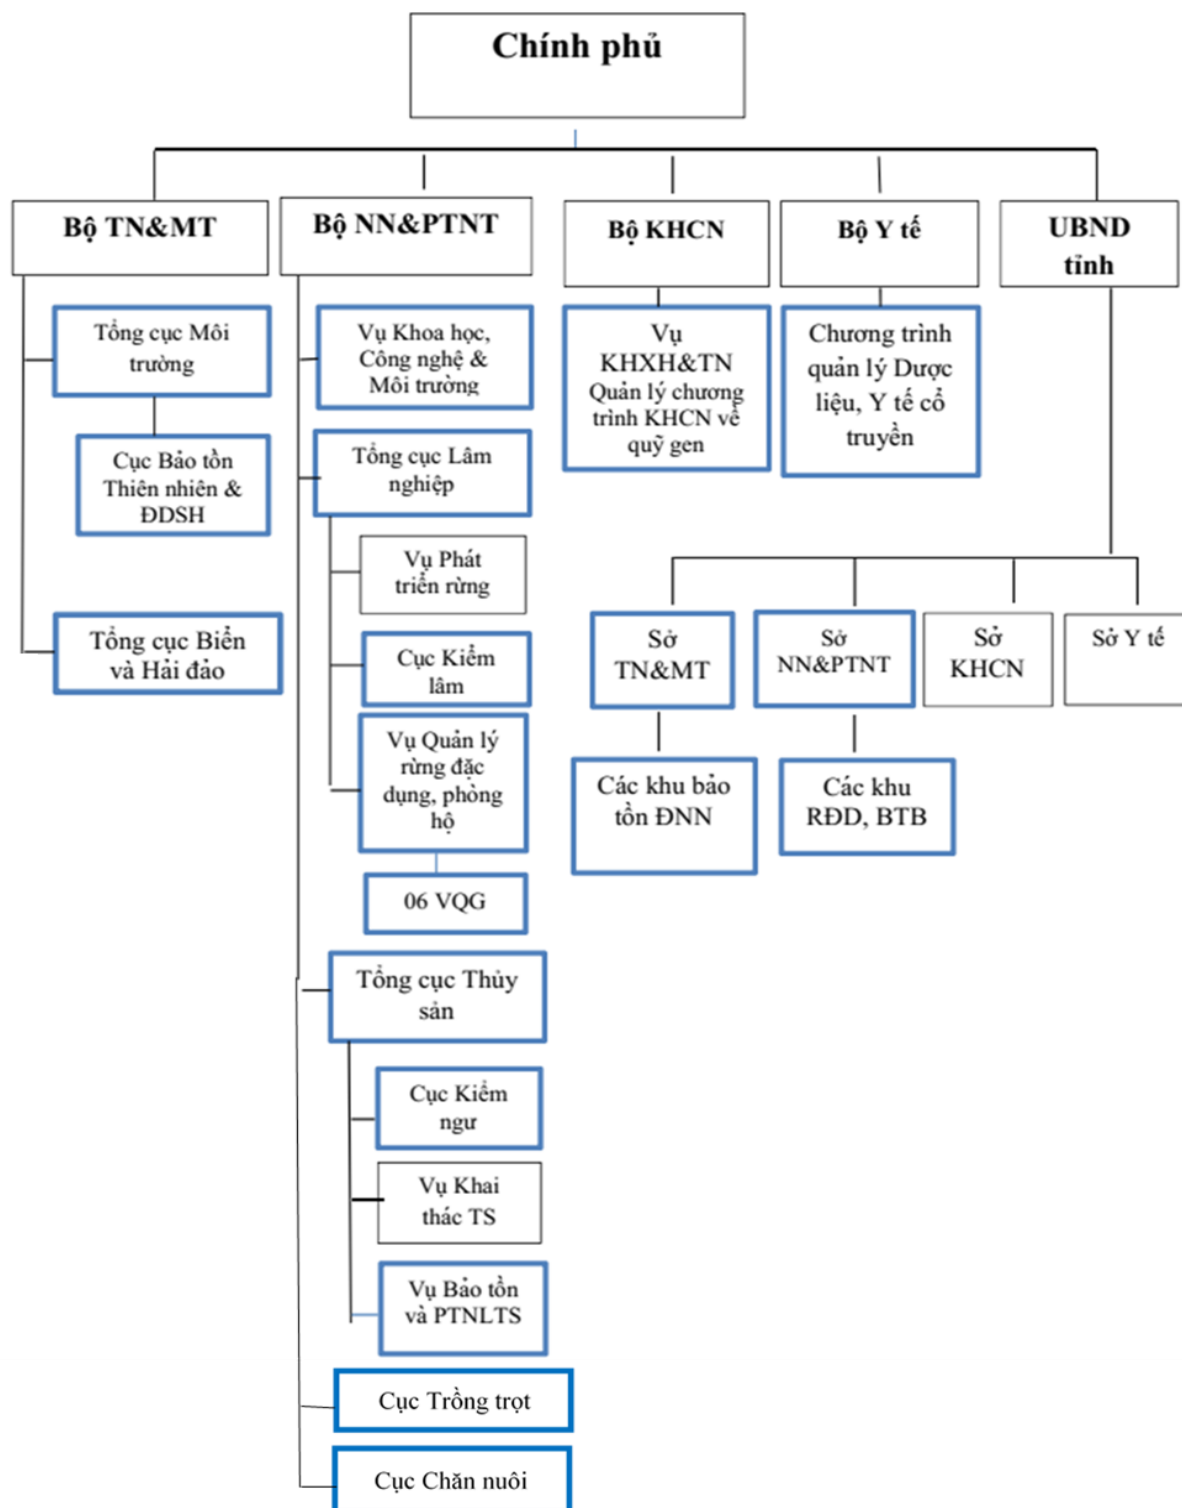 Chính phủ
Bộ TN&MT
Bộ NN&PTNT
Bộ KHCN
Bộ Y tế
UBND
tỉnh
Tổng cục Môi
trường
Cục Bảo tồn
Thiên nhiên &
ĐDSH
Tổng cục Biển
và Hải đảo
Vụ Khoa học,
Công nghệ &
Môi trường
Tổng cục Lâm
nghiệp
Vụ Phát
triển rừng
Cục Kiểm
lâm
Vụ Quản lý
rừng đặc
dụng, phòng
hộ
06 VQG
Tổng cục Thủy
sản
Cục Kiểm
ngư
Vụ Khai
thác TS
Vụ Bảo tồn
và PTNLTS
Cục Trồng trọt
Cục Chăn nuôi
Vụ
KHXH&TN
Quản lý chương
trình KHCN về
quỹ gen
Chương trình
quản lý Dược
liệu, Y tế cổ
truyền
Sở
TN&MT
Sở
NN&PTNT
Sở
KHCN
Sở Y tế
Các khu bảo
tồn ĐNN
Các khu
RĐD, BTB